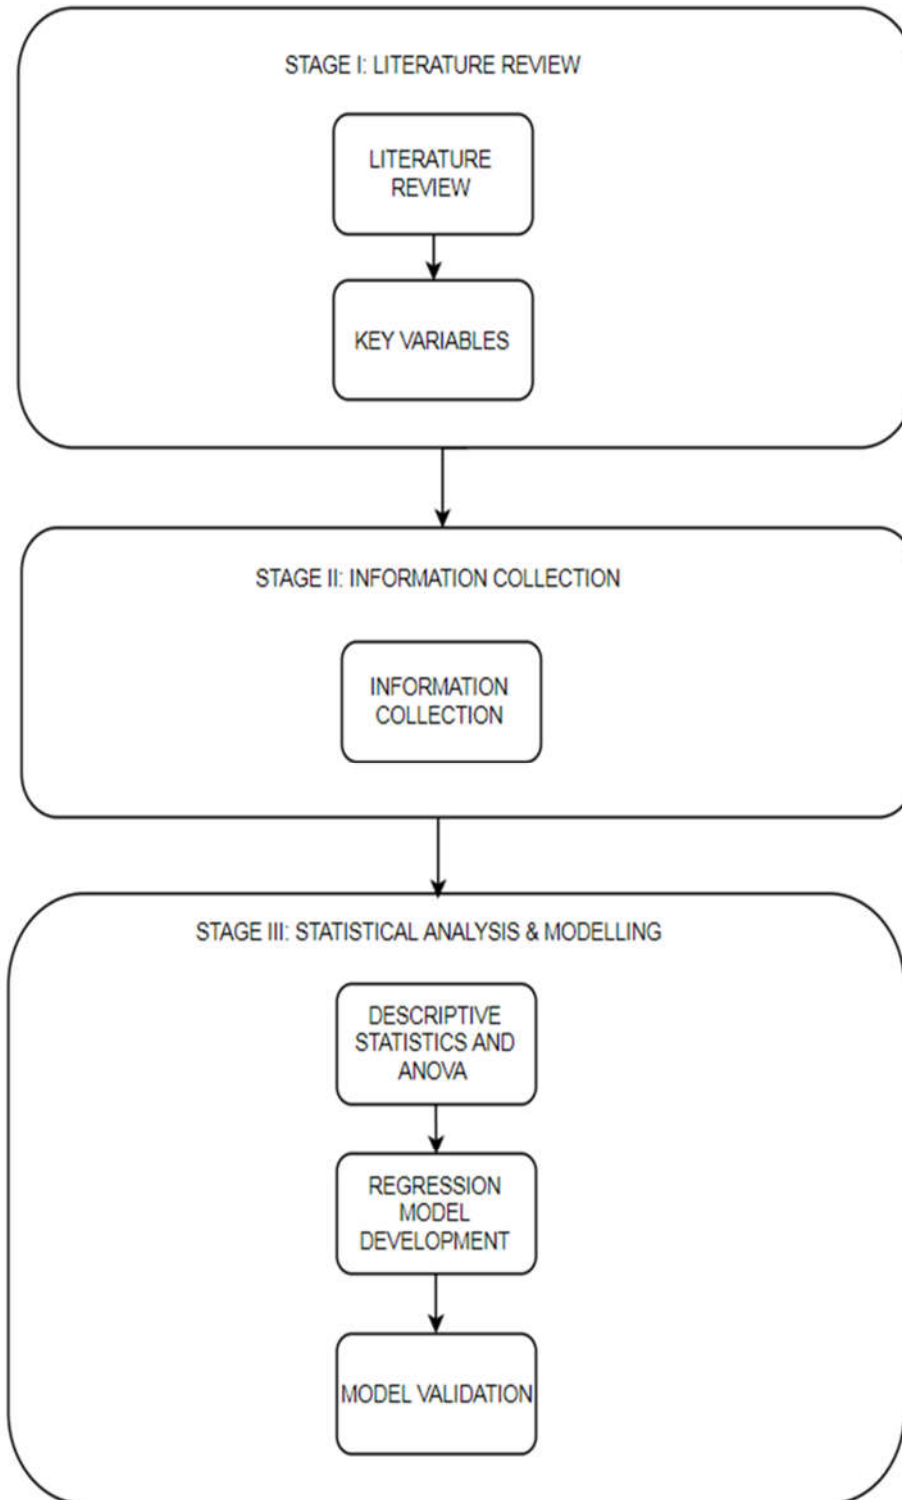 STAGE I: LITERATURE REVIEW
LITERATURE
REVIEW
KEY VARIABLES
STAGE II: INFORMATION COLLECTION
INFORMATION
COLLECTION
STAGE III: STATISTICAL ANALYSIS & MODELLING
DESCRIPTIVE
STATISTICS AND
ANOVA
REGRESSION
MODEL
DEVELOPMENT
MODEL VALIDATION